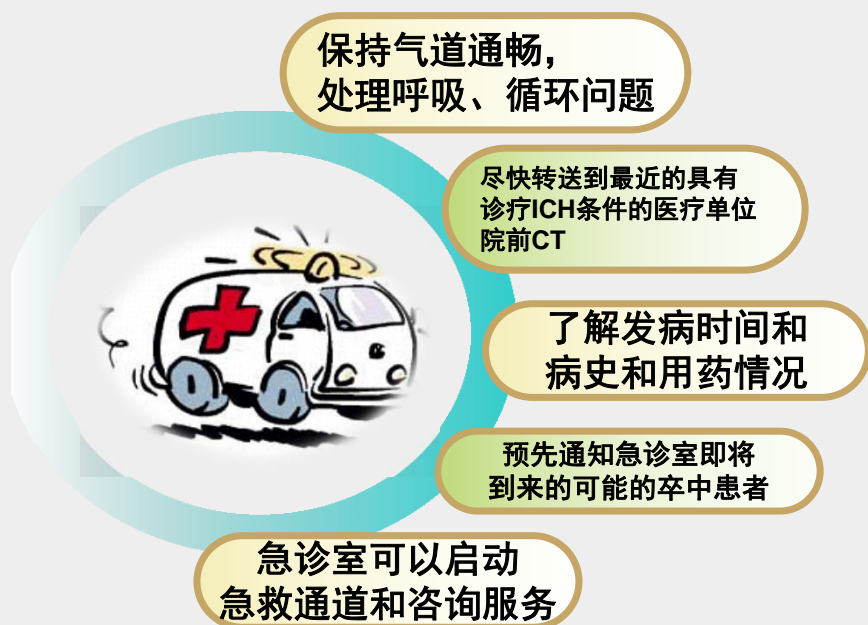 保持气道通畅，
处理呼吸、循环问题
尽快转送到最近的具有
诊疗ICH条件的医疗单位
院前CT
了解发病时间和
病史和用药情况
预先通知急诊室即将
到来的可能的卒中患者
急诊室可以启动
急救通道和咨询服务